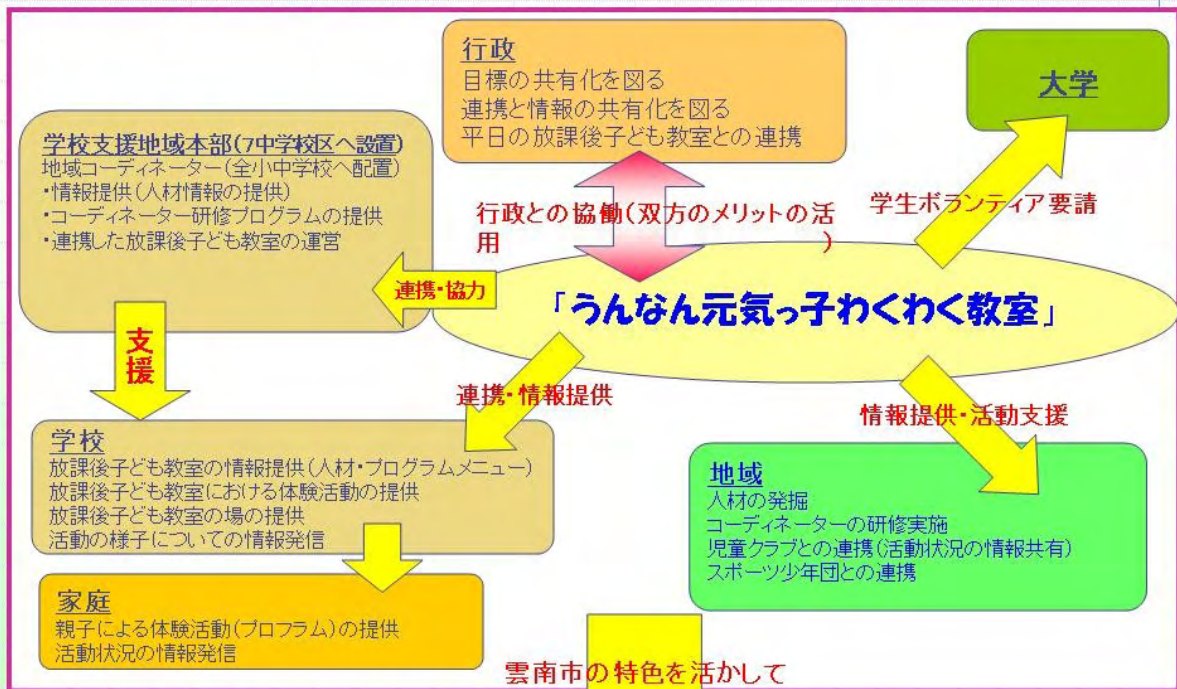 行政
目標の共有化を図る
連携と情報の共有化を図る
平日の放課後子ども教室との連携
大学
学校支援地域本部(7中学校区へ設置)
地域コーディネーター(全小中学校へ配置)
・情報提供(人材情報の提供)
・コーディネーター研修プログラムの提供
・連携した放課後子ども教室の運営
行政との協働(双方のメリットの活
用　　　　　　　　　　)
学生ボランティア要請
連携・協力
「うんなん元気っ子わくわく教室」
支援
連携・情報提供
情報提供・活動支援
学校
放課後子ども教室の情報提供(人材・プログラムメニュー)
放課後子ども教室における体験活動の提供
放課後子ども教室の場の提供
活動の様子についての情報発信
地域
人材の発掘
コーディネーターの研修実施
児童クラブとの連携(活動状況の情報共有)
スポーツ少年団との連携
家庭
親子による体験活動(プロフラム)の提供
活動状況の情報発信
雲南市の特色を活かして